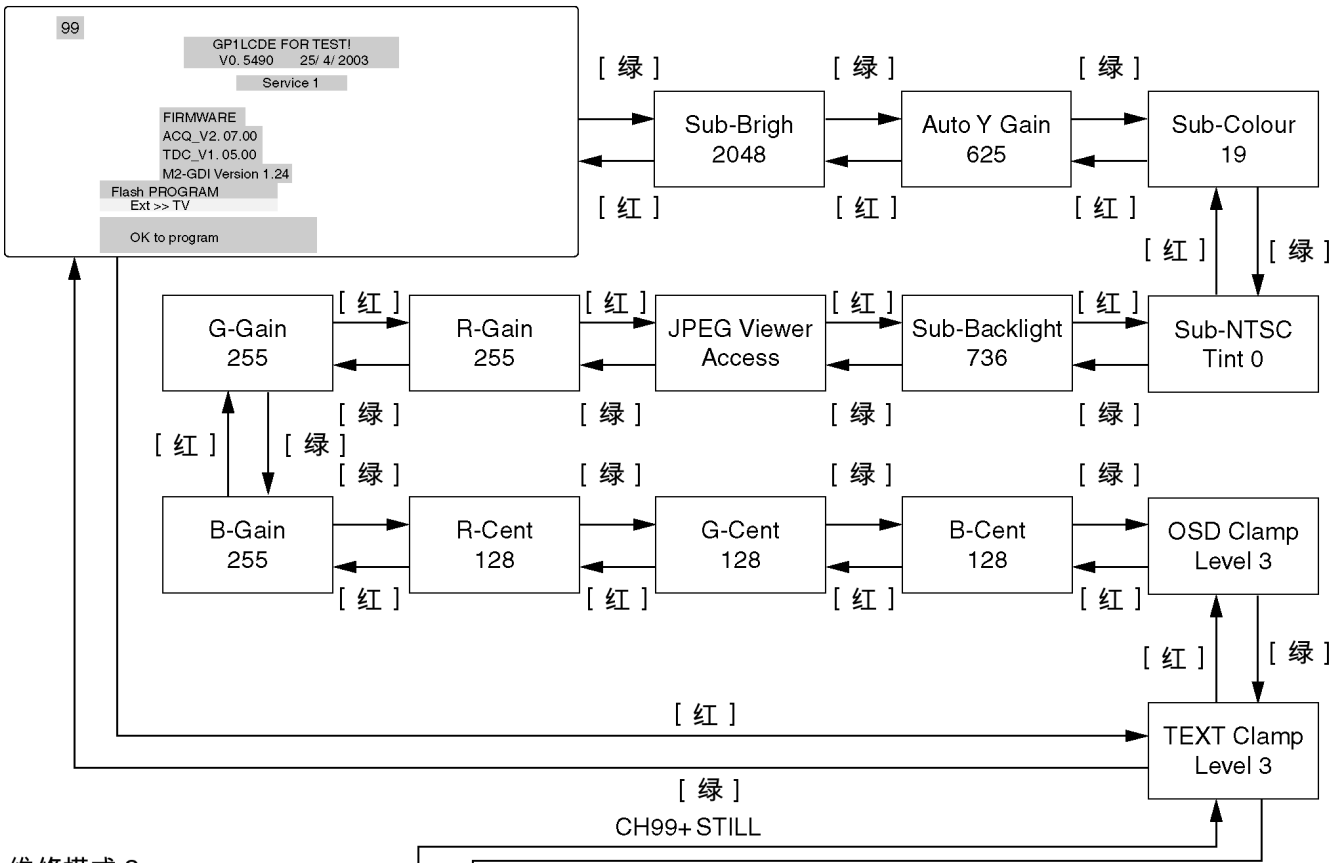 99
GP1LCDE FOR TEST!
V0. 5490 25/ 4/ 2003
Service 1
FIRMWARE
ACQ_V2. 07.00
TDC_V1. 05.00
M2-GDI Version 1.24
Flash PROGRAM
Ext >> TV
OK to program
[ 绿 ] [ 绿 ] [ 绿 ]
Sub-Brigh
2048
Auto Y Gain
625
Sub-Colour
19
[ 红 ] [ 红 ] [ 红 ]
[ 红 ] [ 绿 ]
[ 红 ] [ 红 ] [ 红 ] [ 红 ]
G-Gain
255
R-Gain
255
JPEG Viewer
Access
Sub-Backlight
736
Sub-NTSC
Tint 0
[ 绿 ] [ 绿 ] [ 绿 ] [ 绿 ]
[ 红 ] [ 绿 ]
[ 绿 ] [ 绿 ] [ 绿 ] [ 绿 ]
B-Gain
255
R-Cent
128
G-Cent
128
B-Cent
128
OSD Clamp
Level 3
[ 红 ] [ 红 ] [ 红 ] [ 红 ]
[ 红 ] [ 绿 ]
[ 红 ]
TEXT Clamp
Level 3
[ 绿 ]
CH99+ STILL